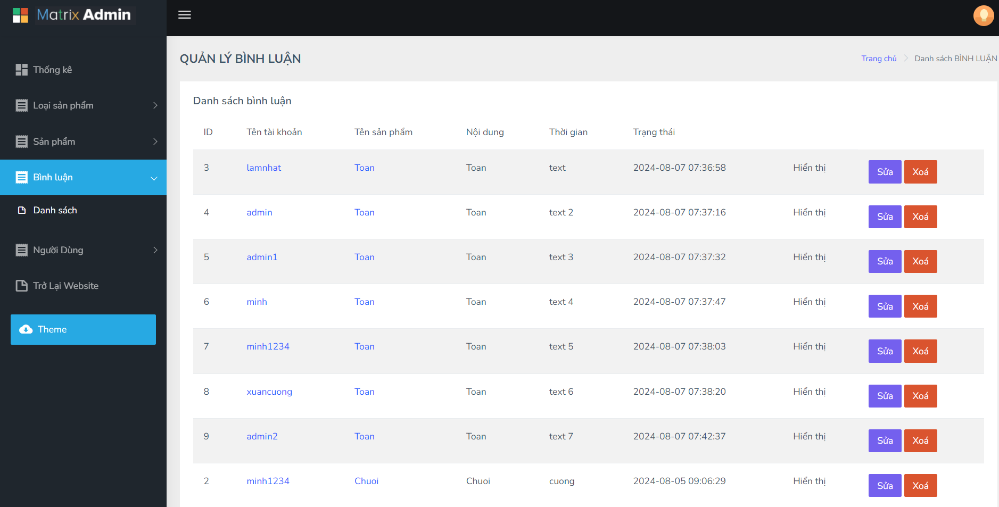 Matrix Admin
Thống kê
Loại sản phẩm
Sản phẩm
Bình luận
Danh sách
Người Dùng
Trở Lại Website
Theme
QUẢN LÝ BÌNH LUẬN
Trang chủ Danh sách BÌNH LUẬN
Danh sách bình luận
ID Tên tài khoản Tên sản phẩm Nội dung Thời gian Trạng thái
3 lamnhat Toan Toan text 2024-08-07 07:36:58 Hiển thị Sửa Xoá
4 admin Toan Toan text 2 2024-08-07 07:37:16 Hiển thị Sửa Xoá
5 admin1 Toan Toan text 3 2024-08-07 07:37:32 Hiển thị Sửa Xoá
6 minh Toan Toan text 4 2024-08-07 07:37:47 Hiển thị Sửa Xoá
7 minh1234 Toan Toan text 5 2024-08-07 07:38:03 Hiển thị Sửa Xoá
8 xuancuong Toan Toan text 6 2024-08-07 07:38:20 Hiển thị Sửa Xoá
9 admin2 Toan Toan text 7 2024-08-07 07:42:37 Hiển thị Sửa Xoá
2 minh1234 Chuoi Chuoi cuong 2024-08-05 09:06:29 Hiển thị Sửa Xoá